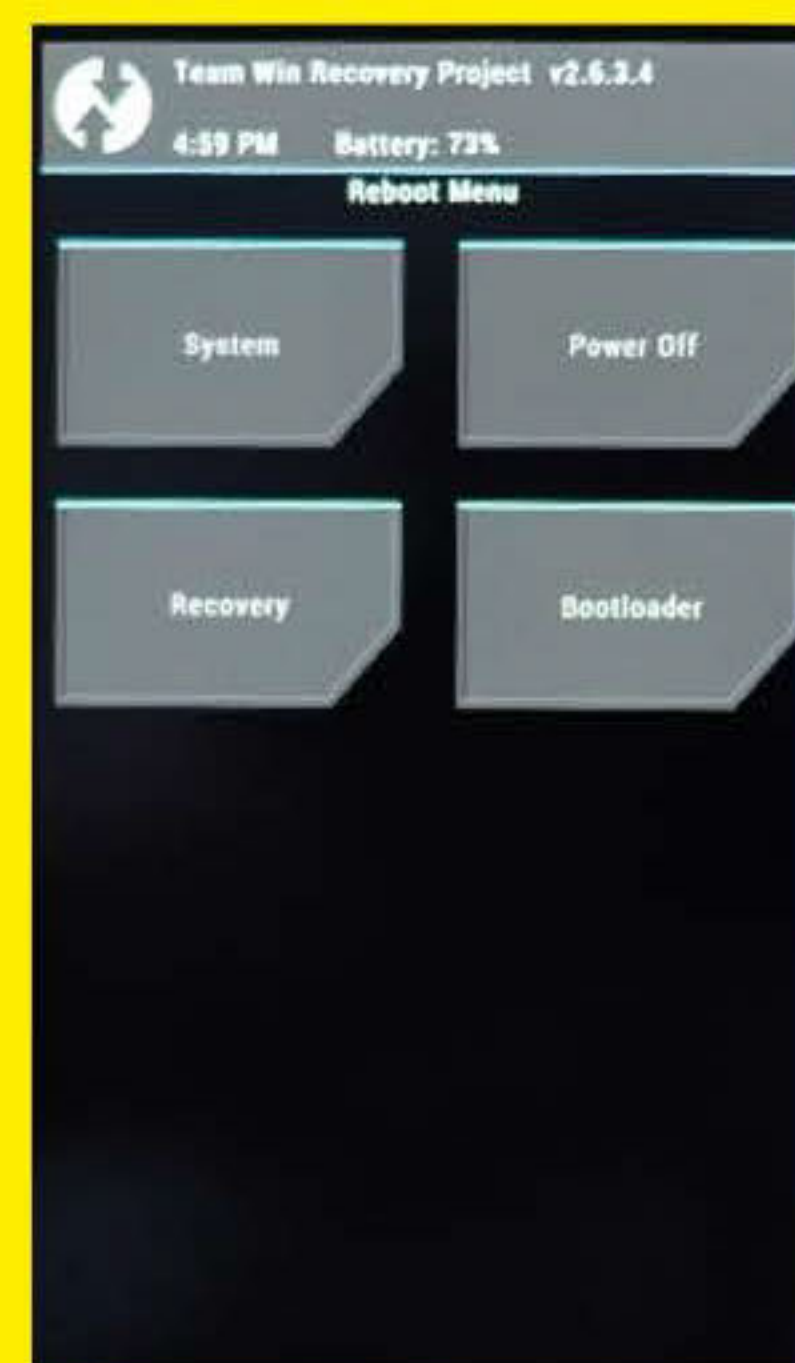 Team Win Recovery Project v2.6.3.4
4:59 PM Battery: 73%
Reboot Menu
System Power Off
Recovery Bootloader